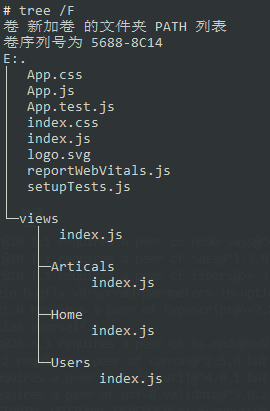 # tree /F
卷 新加卷 的文件夹 PATH 列表
卷序列号为 5688-8C14
E:.
│  App.css
│  App.js
│  App.test.js
│  index.css
│  index.js
│  logo.svg
│  reportWebVitals.js
│  setupTests.js
│
└─views
    │  index.js
    │
    ├─Articals
    │      index.js
    │
    ├─Home
    │      index.js
    │
    └─Users
            index.js